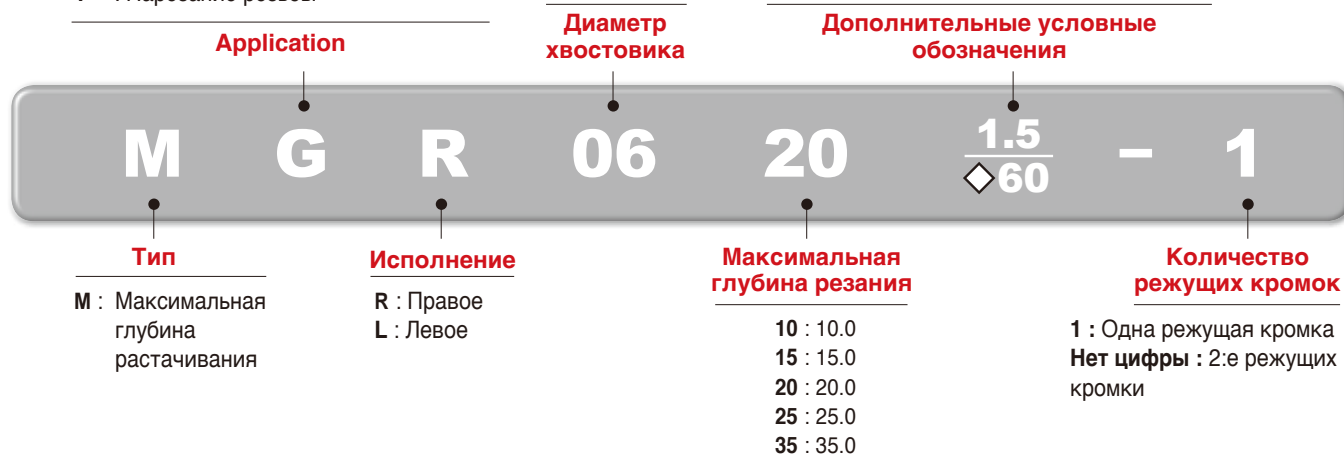 Application
Диаметр
хвостовика
Дополнительные условные
обозначения
M G R 06 20 1.5 - 1
◇60
Тип
M : Максимальная
глубина
растачивания
Исполнение
R : Правое
L : Левое
Максимальная
глубина резания
10 : 10.0
15 : 15.0
20 : 20.0
25 : 25.0
35 : 35.0
Количество
режущих кромок
1 : Одна режущая кромка
Нет цифры : 2:е режущих
кромки